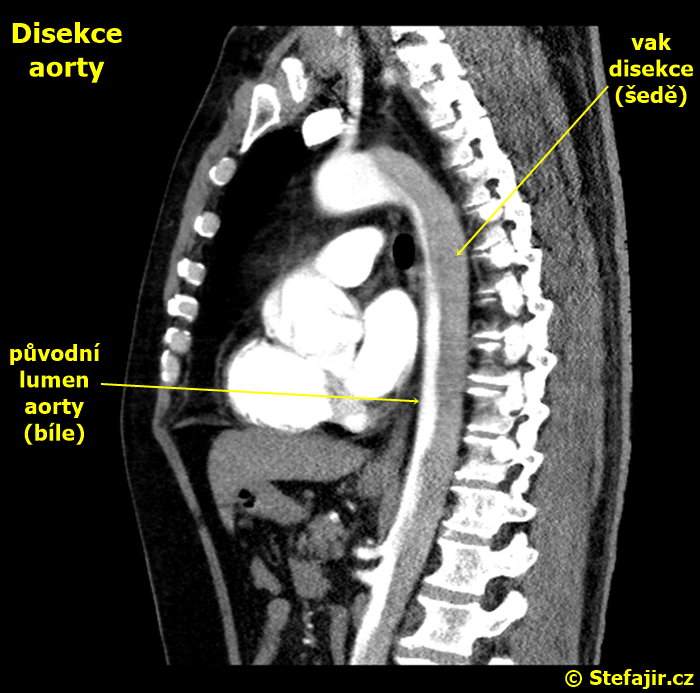 Disekce
aorty
vak
disekce
(šedě)
původní
lumen
aorty
(bíle)
© Stefajir.cz